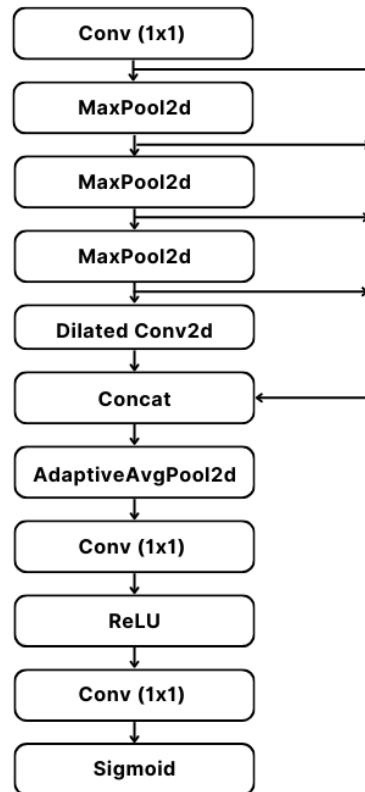 Conv (1x1)
MaxPool2d
MaxPool2d
MaxPool2d
Dilated Conv2d
Concat
AdaptiveAvgPool2d
Conv (1x1)
ReLU
Conv (1x1)
Sigmoid